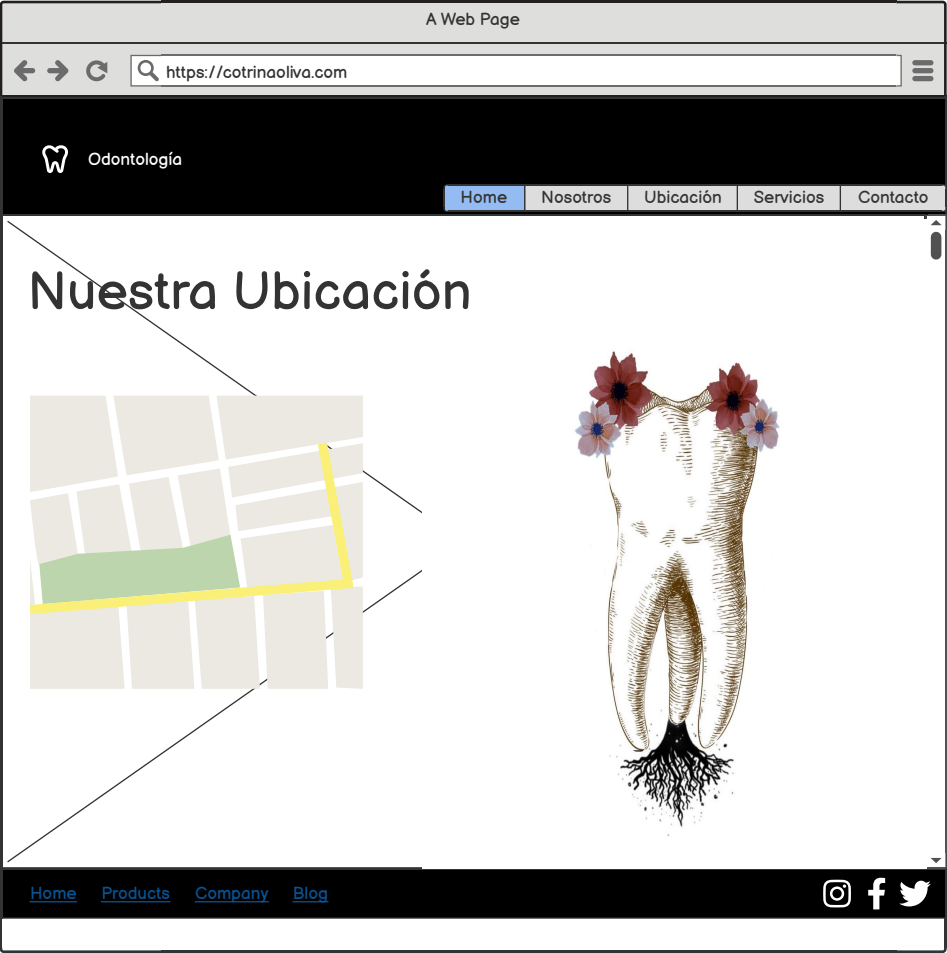 A Web Page
https://cotrinaoliva.com
Odontología
Home Nosotros Ubicación Servicios Contacto
Nuestra Ubicación
Home Products Company Blog